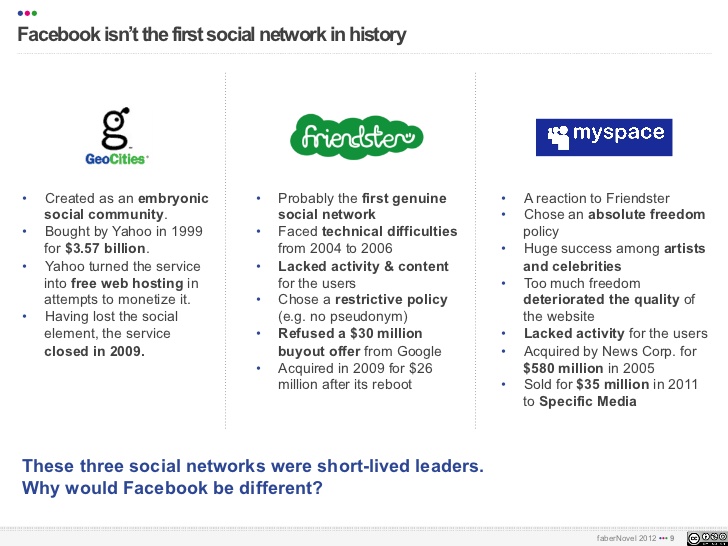 Facebook isn't the first social network in history
GeoCities
• Created as an embryonic
social community.
• Bought by Yahoo in 1999
for $3.57 billion.
• Yahoo turned the service
into free web hosting in
attempts to monetize it.
• Having lost the social
element, the service
closed in 2009.
friendster
• Probably the first genuine
social network
• Faced technical difficulties
from 2004 to 2006
• Lacked activity & content
for the users
• Chose a restrictive policy
(e.g. no pseudonym)
• Refused a $30 million
buyout offer from Google
• Acquired in 2009 for $26
million after its reboot
myspace
• A reaction to Friendster
• Chose an absolute freedom
policy
• Huge success among artists
and celebrities
• Too much freedom
deteriorated the quality of
the website
• Lacked activity for the users
• Acquired by News Corp. for
$580 million in 2005
• Sold for $35 million in 2011
to Specific Media
These three social networks were short-lived leaders.
Why would Facebook be different?
faberNovel 2012 ••• 9